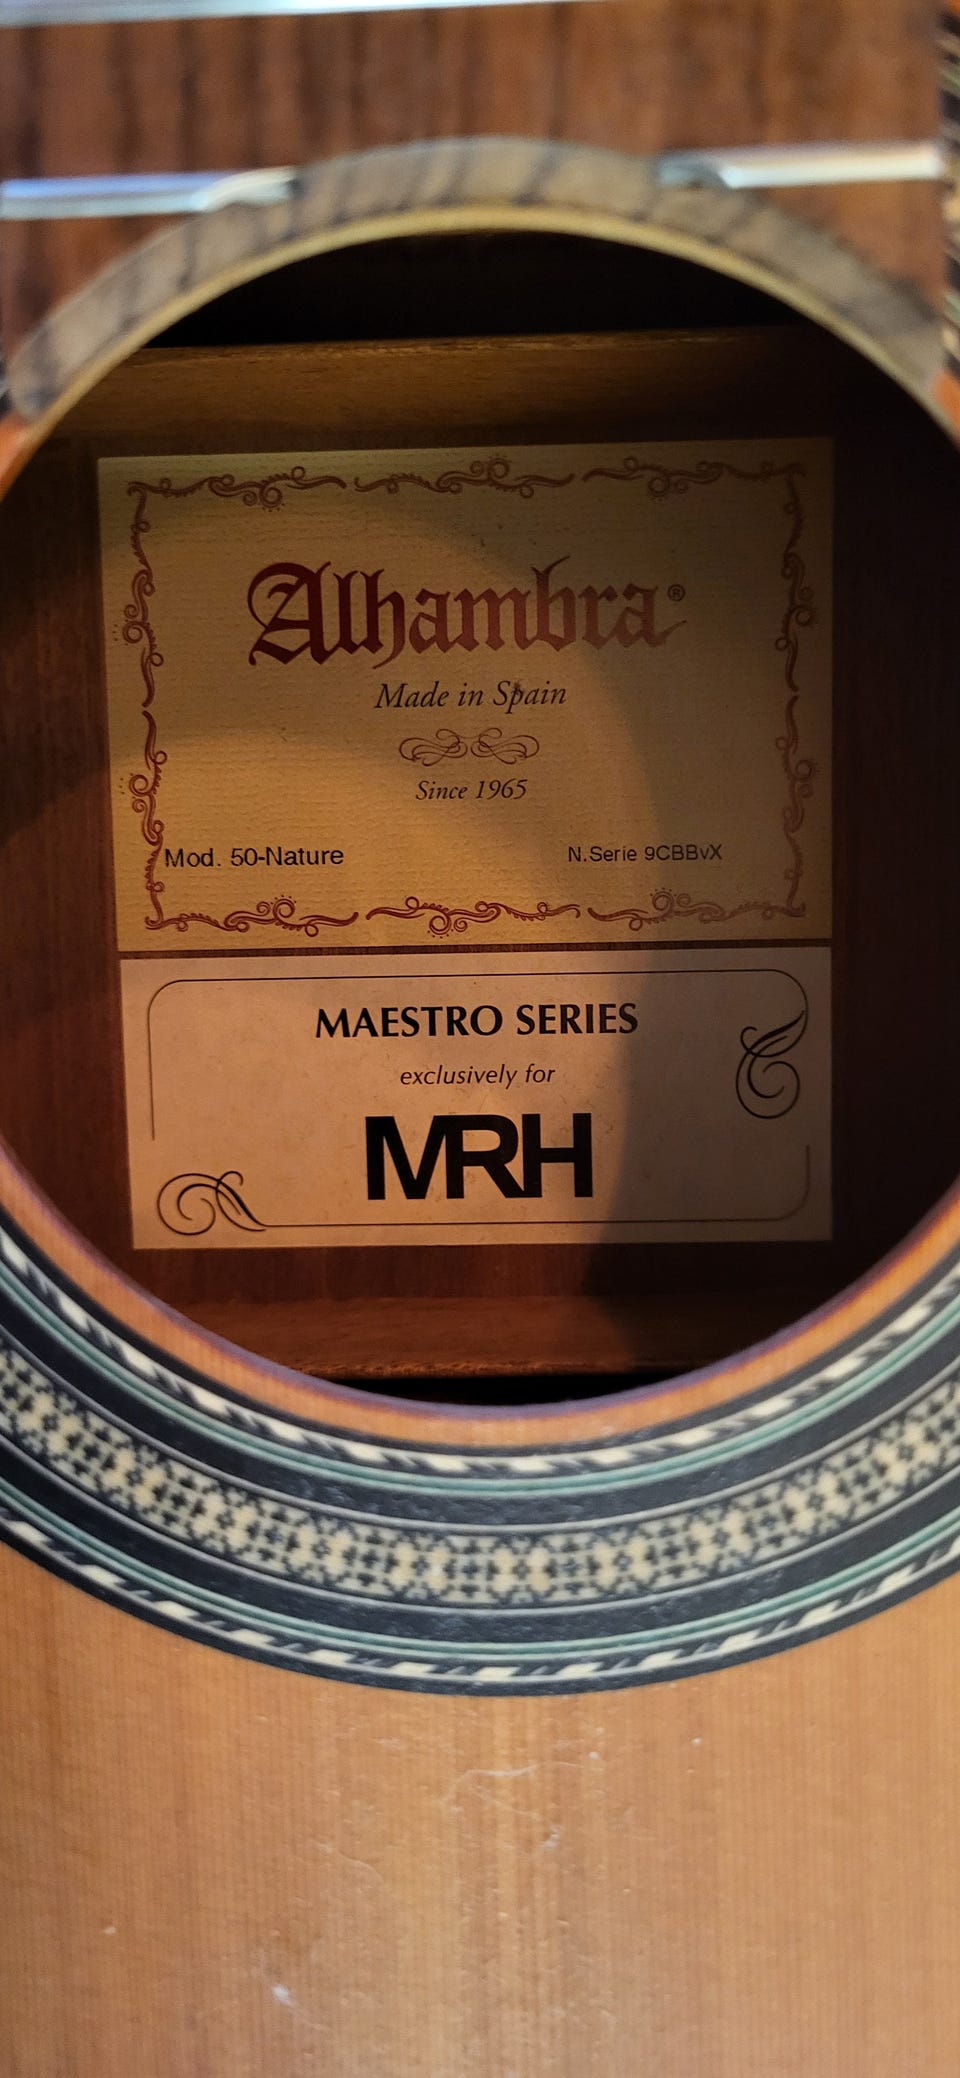 Alhambra®
Made in Spain
Since 1965
Mod. 50-Nature N.Serie 9CBBvX
MAESTRO SERIES
exclusively for
MRH